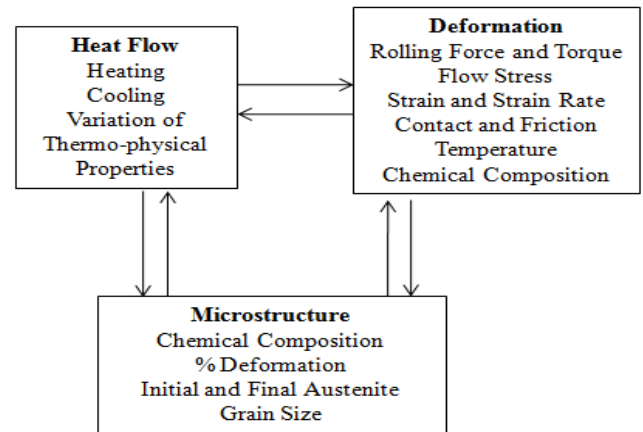 Heat Flow
Heating
Cooling
Variation of
Thermo-physical
Properties
Deformation
Rolling Force and Torque
Flow Stress
Strain and Strain Rate
Contact and Friction
Temperature
Chemical Composition
Microstructure
Chemical Composition
% Deformation
Initial and Final Austenite
Grain Size